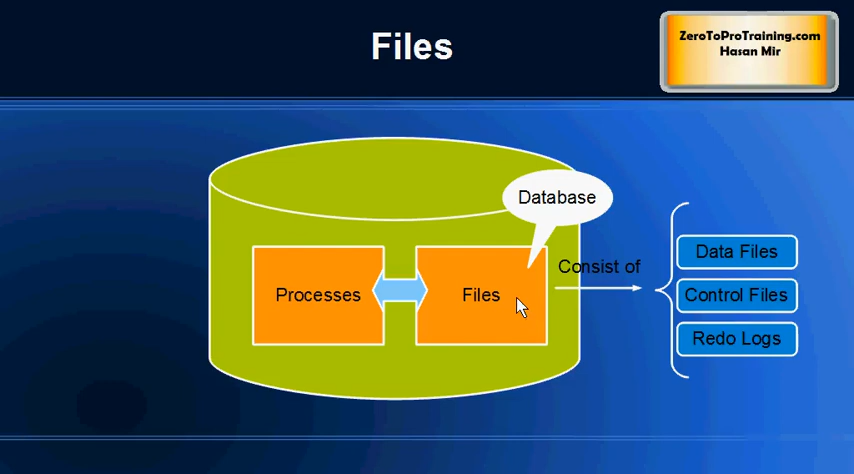 Files
ZeroToProTraining.com
Hasan Mir
Database
Processes
Files
Consist of
Data Files
Control Files
Redo Logs